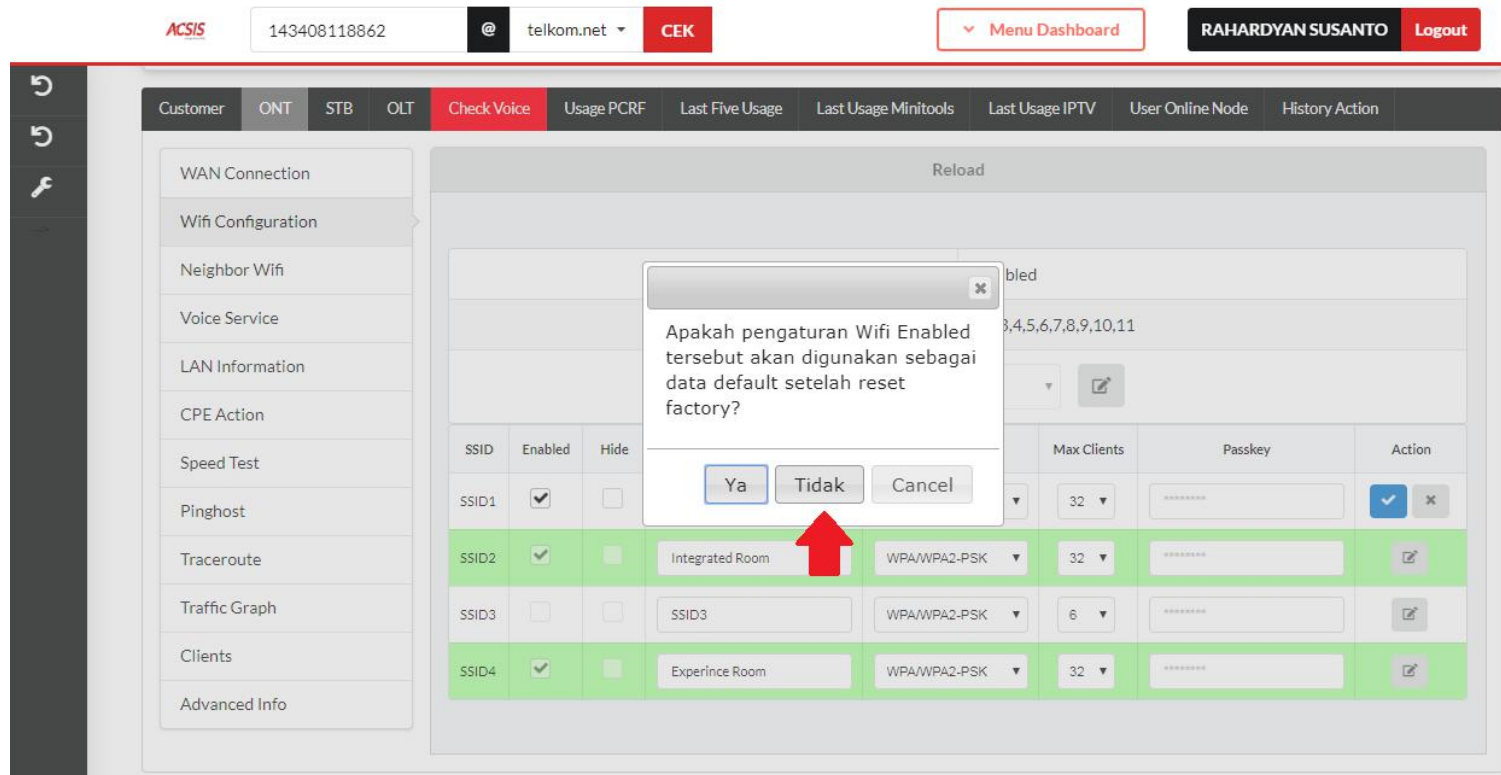 ACSIS
143408118862
@
telkom.net
CEK
Menu Dashboard
RAHARDYAN SUSANTO
Logout
Customer ONT STB OLT Check Voice Usage PCRF Last Five Usage Last Usage Minitools Last Usage IPTV User Online Node History Action
WAN Connection
Wifi Configuration
Neighbor Wifi
Voice Service
LAN Information
CPE Action
Speed Test
Pinghost
Traceroute
Traffic Graph
Clients
Advanced Info
Reload
bled
3,4,5,6,7,8,9,10,11
Apakah pengaturan Wifi Enabled
tersebut akan digunakan sebagai
data default setelah reset
factory?
Ya Tidak Cancel
SSID Enabled Hide Max Clients Passkey Action
SSID1 32 ********
SSID2 Integrated Room WPA/WPA2-PSK 32 ********
SSID3 SSID3 WPA/WPA2-PSK 6 ********
SSID4 Experince Room WPA/WPA2-PSK 32 ********